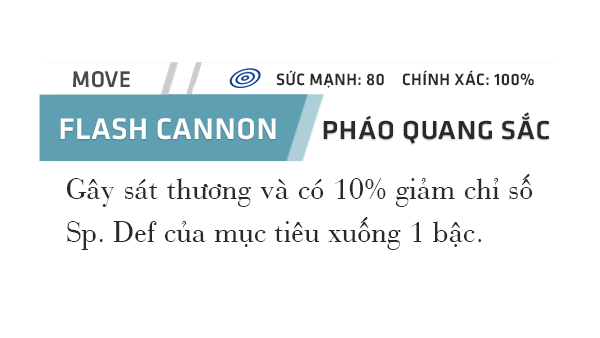 MOVE SỨC MẠNH: 80 CHÍNH XÁC: 100%
FLASH CANNON PHÁO QUANG SẮC
Gây sát thương và có 10% giảm chỉ số
Sp. Def của mục tiêu xuống 1 bậc.